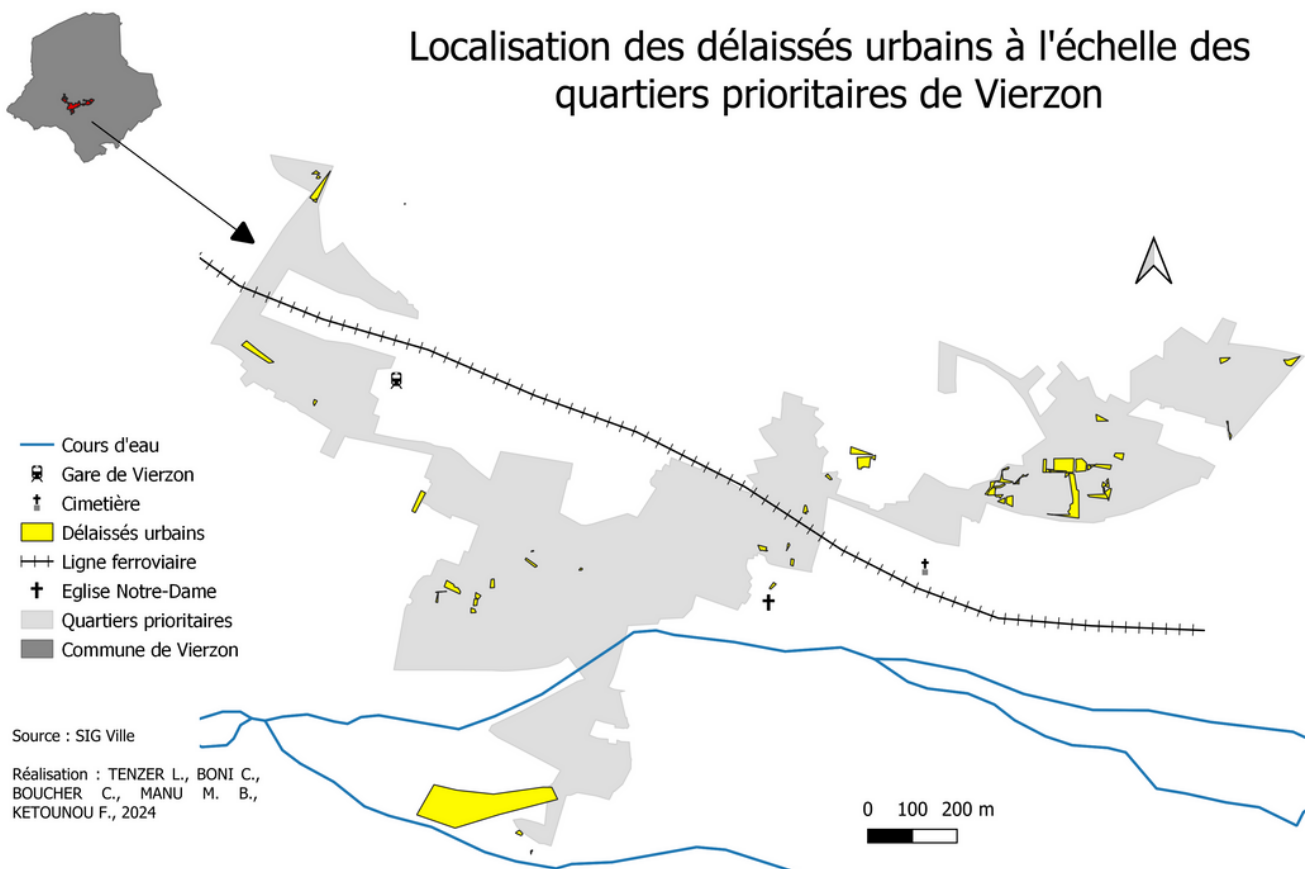 Localisation des délaissés urbains à l'échelle des
quartiers prioritaires de Vierzon
Cours d'eau
Gare de Vierzon
Cimetière
Délaissés urbains
Ligne ferroviaire
Eglise Notre-Dame
Quartiers prioritaires
Commune de Vierzon
Source : SIG Ville
Réalisation : TENZER L., BONI C.,
BOUCHER C., MANU M. B.,
KETOUNOU F., 2024
0 100 200 m